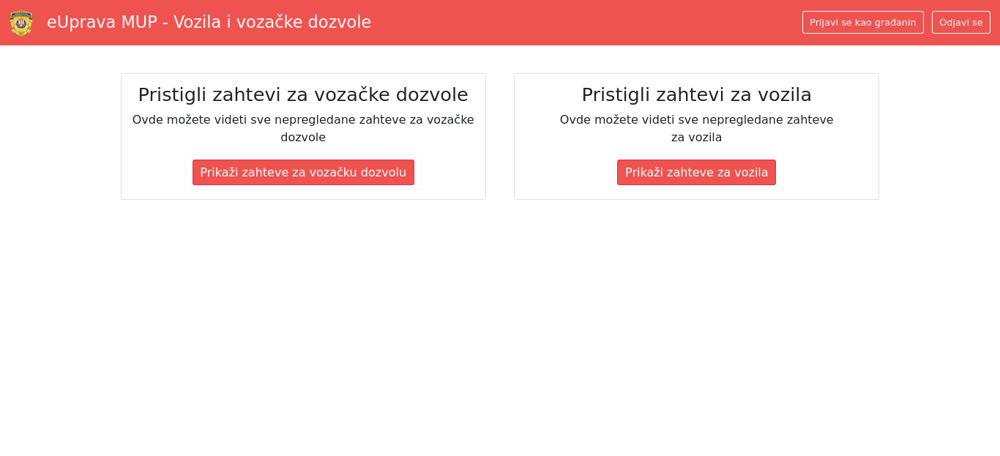 eUprava MUP - Vozila i vozačke dozvole
Prijavi se kao građanin
Odjavi se
Pristigli zahtevi za vozačke dozvole
Ovde možete videti sve nepregledane zahteve za vozačke
dozvole
Prikaži zahteve za vozačku dozvolu
Pristigli zahtevi za vozila
Ovde možete videti sve nepregledane zahteve
za vozila
Prikaži zahteve za vozila